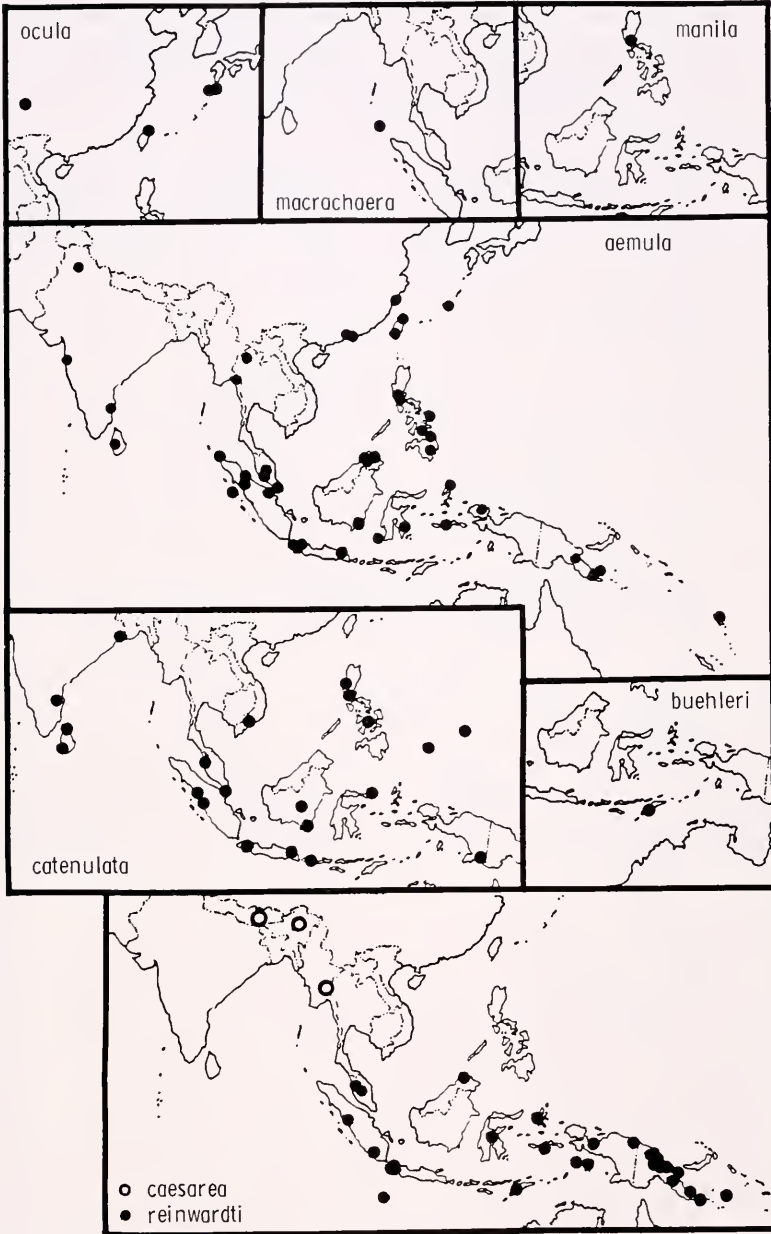 ocula
macrachaera
manila
aemula
catenulata
buehleri
caesarea
reinwardti